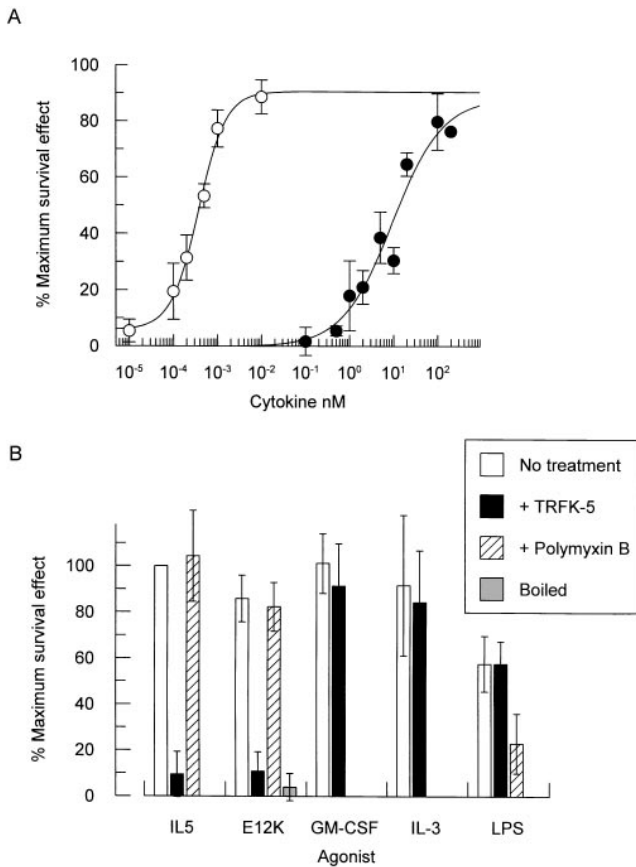 A
% Maximum survival effect
100
80
60
40
20
0
10⁻⁵ 10⁻⁴ 10⁻³ 10⁻² 10⁻¹ 10⁰ 10¹ 10²
Cytokine nM
B
No treatment
+ TRFK-5
+ Polymyxin B
Boiled
% Maximum survival effect
100
80
60
40
20
0
IL5 E12K GM-CSF IL-3 LPS
Agonist